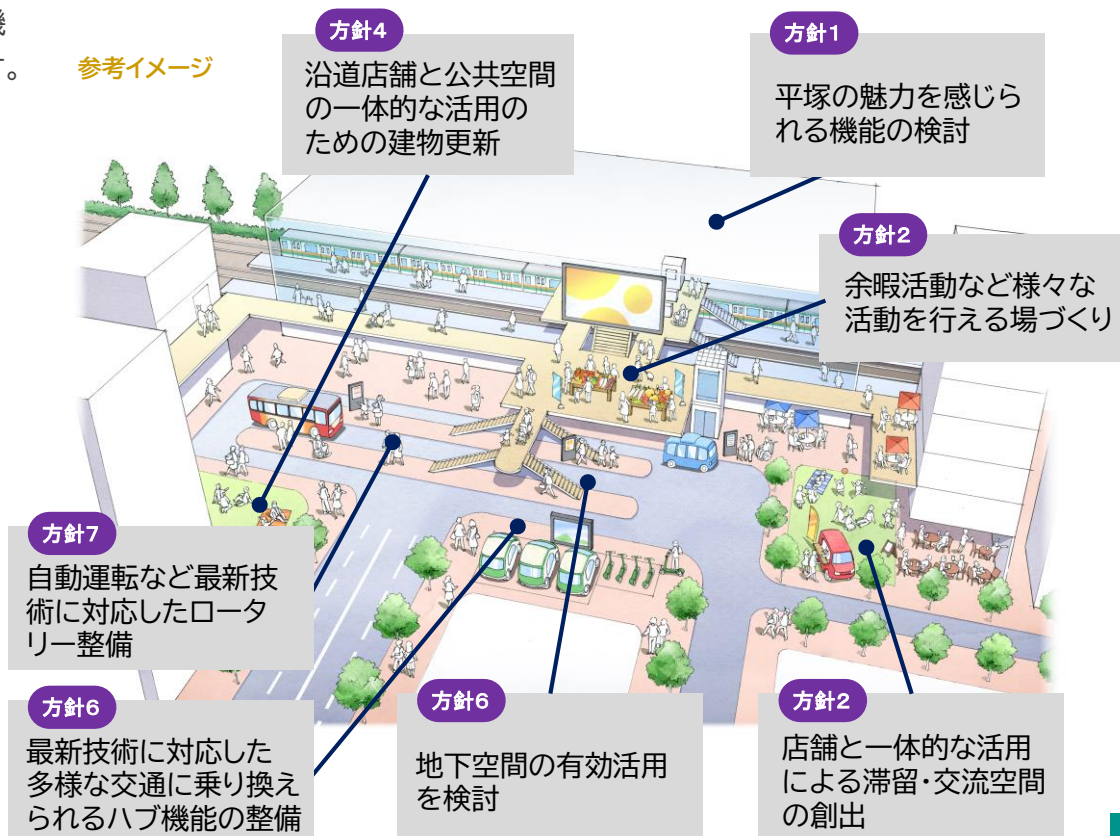 す。
参考イメージ
方針4
沿道店舗と公共空間
の一体的な活用の
ための建物更新
方針1
平塚の魅力を感じら
れる機能の検討
方針2
余暇活動など様々な
活動を行える場づくり
方針7
自動運転など最新技
術に対応したロータ
リー整備
方針6
最新技術に対応した
多様な交通に乗り換え
られるハブ機能の整備
方針6
地下空間の有効活用
を検討
方針2
店舗と一体的な活用
による滞留・交流空間
の創出